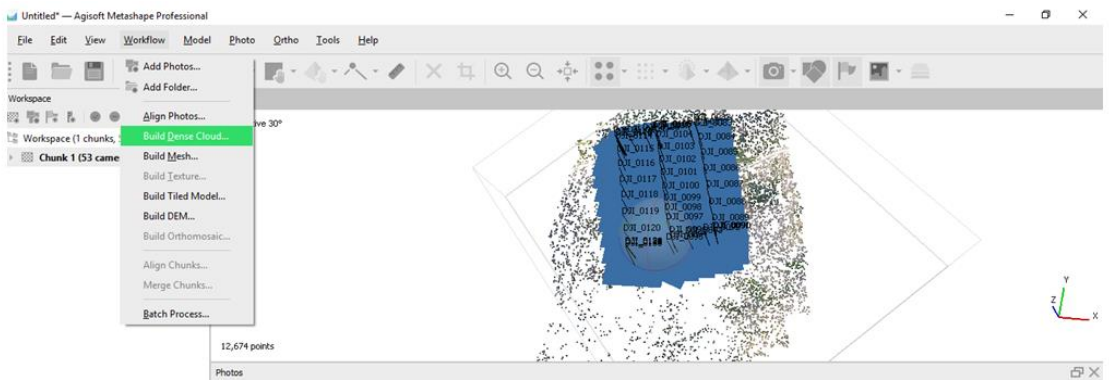 Untitled* — Agisoft Metashape Professional
File Edit View Workflow Model Photo Ortho Tools Help
Add Photos...
Add Folder...
Workspace
Align Photos...
ive 30°
Build Dense Cloud...
Workspace (1 chunks,
Build Mesh...
Chunk 1 (53 came
Build Texture...
Build Tiled Model...
Build DEM...
Build Orthomosaic...
Align Chunks...
Merge Chunks...
Batch Process...
DJI_0104
DJI_0115 DJI_0103
DJI_0116 DJI_0102
DJI_0117 DJI_0101
DJI_0118 DJI_0100
DJI_0099
DJI_0119 DJI_0098
DJI_0120 DJI_0097
Y
Z
X
12,674 points
Photos